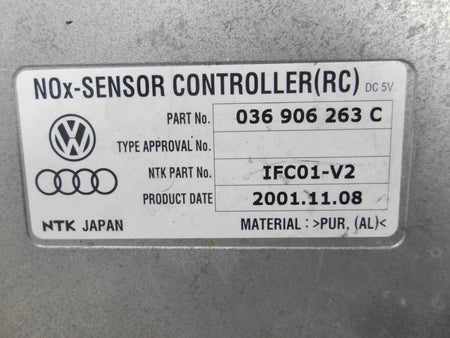 NOx-SENSOR CONTROLLER(RC) DC 5V
PART No. 036 906 263 C
TYPE APPROVAL No.
NTK PART No. IFC01-V2
PRODUCT DATE 2001.11.08
NTK JAPAN MATERIAL : >PUR, (AL)<